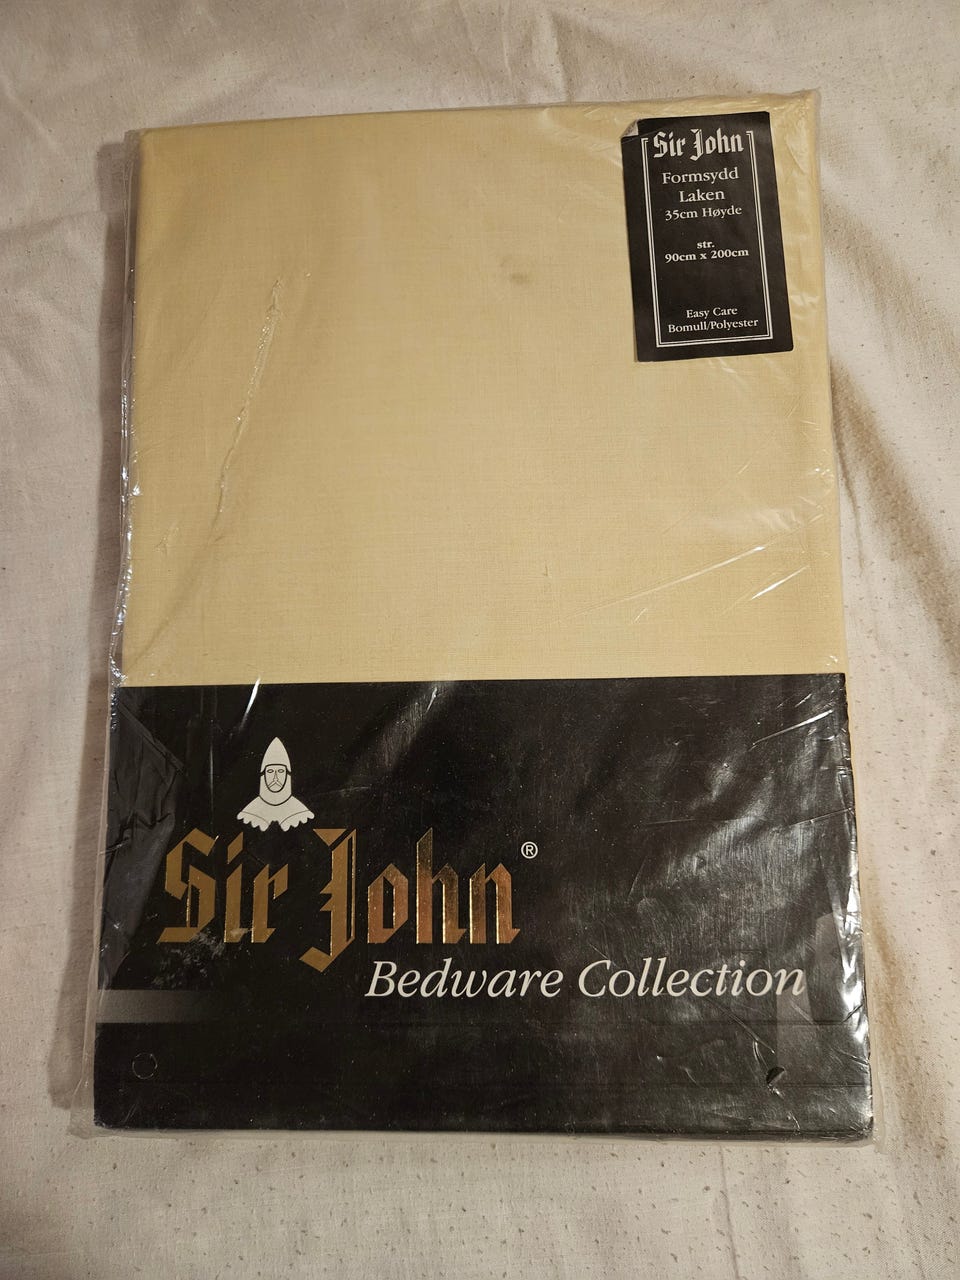 Sir John
Formsydd
Laken
35cm Høyde
str.
90cm x 200cm
Easy Care
Bomull/Polyester
Sir John®
Bedware Collection